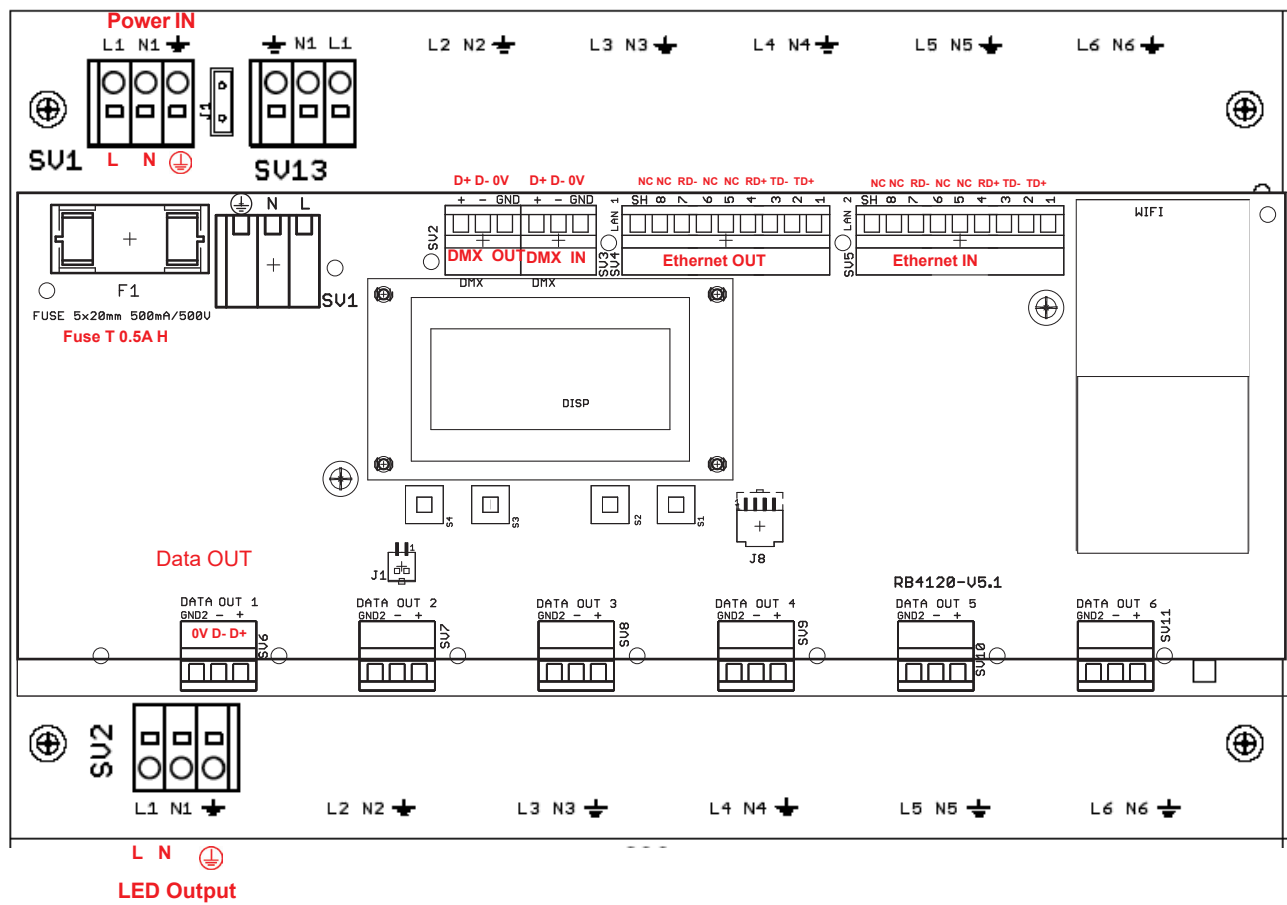 Power IN
L1 N1
N1 L1
L2 N2
L3 N3
L4 N4
L5 N5
L6 N6
J1
SV1
L N
SV13
D+ D- 0V
D+ D- 0V
NC NC RD- NC NC RD+ TD- TD+
NC NC RD- NC NC RD+ TD- TD+
N L
+ - GND
+ - GND
LAN 1
SH 8 7 6 5 4 3 2 1
LAN 2
SH 8 7 6 5 4 3 2 1
WIFI
SV2
DMX OUT
DMX IN
SV3
SV4
Ethernet OUT
SV5
Ethernet IN
DMX
DMX
F1
SV1
FUSE 5x20mm 500mA/500V
Fuse T 0.5A H
DISP
S4
S3
S2
S1
1
J8
Data OUT
1
J1
RB4120-V5.1
DATA OUT 1
GND2 - +
0V D- D+
SV6
DATA OUT 2
GND2 - +
SV7
DATA OUT 3
GND2 - +
SV8
DATA OUT 4
GND2 - +
SV9
DATA OUT 5
GND2 - +
SV10
DATA OUT 6
GND2 - +
SV11
SV2
L1 N1
L2 N2
L3 N3
L4 N4
L5 N5
L6 N6
L N
LED Output